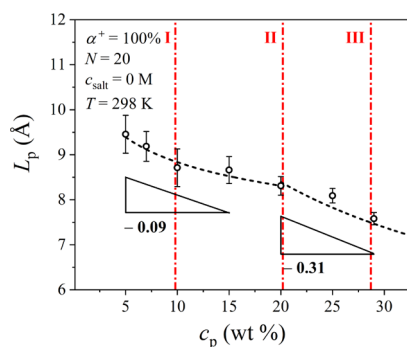 α⁺ = 100%
N = 20
c_salt = 0 M
T = 298 K
I
II
III
12
11
10
9
8
7
6
L_p (Å)
– 0.09
– 0.31
5 10 15 20 25 30
c_p (wt %)